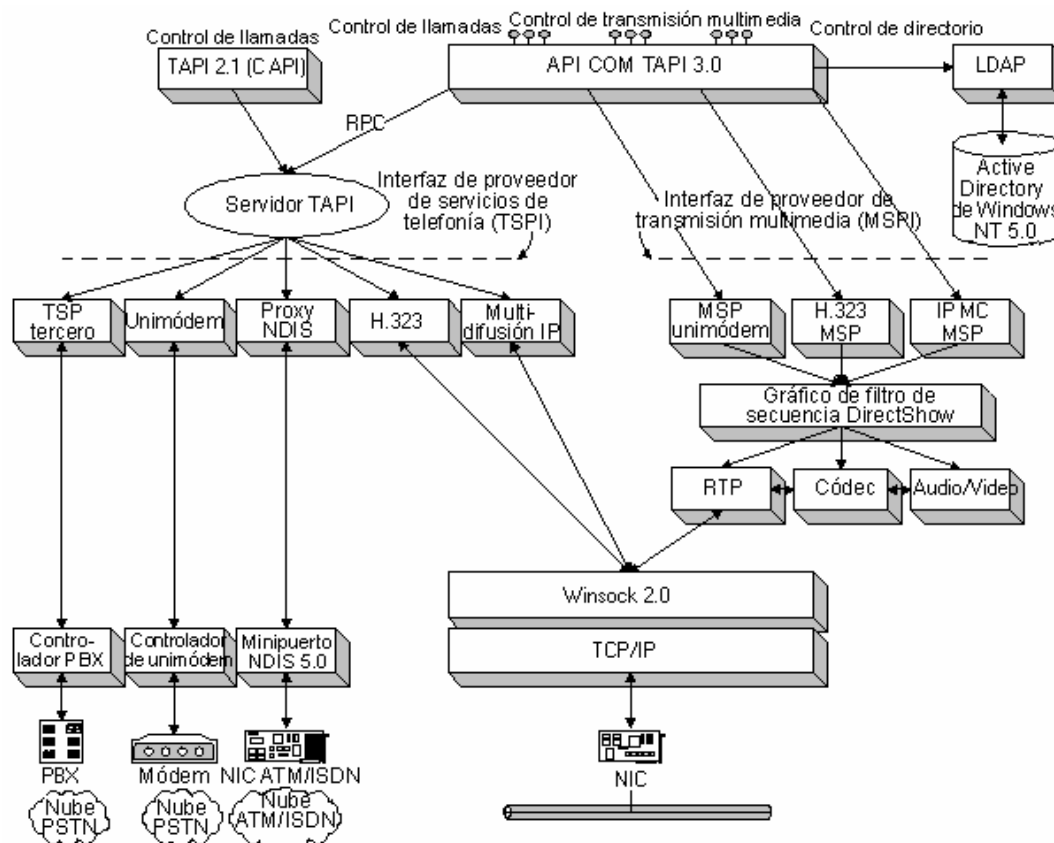 Control de llamadas
TAPI 2.1 (C API)
Control de llamadas
Control de transmisión multimedia
API COM TAPI 3.0
Control de directorio
LDAP
RPC
Active
Directory
de Windows
NT 5.0
Servidor TAPI
Interfaz de proveedor
de servicios de
telefonía (TSPI)
Interfaz de proveedor de
transmisión multimedia (MSPI)
TSP
tercero
Unimódem
Proxy
NDIS
H.323
Multi-
difusión IP
MSP
unimódem
H.323
MSP
IP MC
MSP
Gráfico de filtro de
secuencia DirectShow
RTP
Códec
Audio/Video
Winsock 2.0
TCP/IP
Contro-
lador PBX
Controlador
de unimódem
Minipuerto
NDIS 5.0
PBX
Módem
NIC ATM/ISDN
NIC
Nube
PSTN
Nube
PSTN
Nube
ATM/ISDN